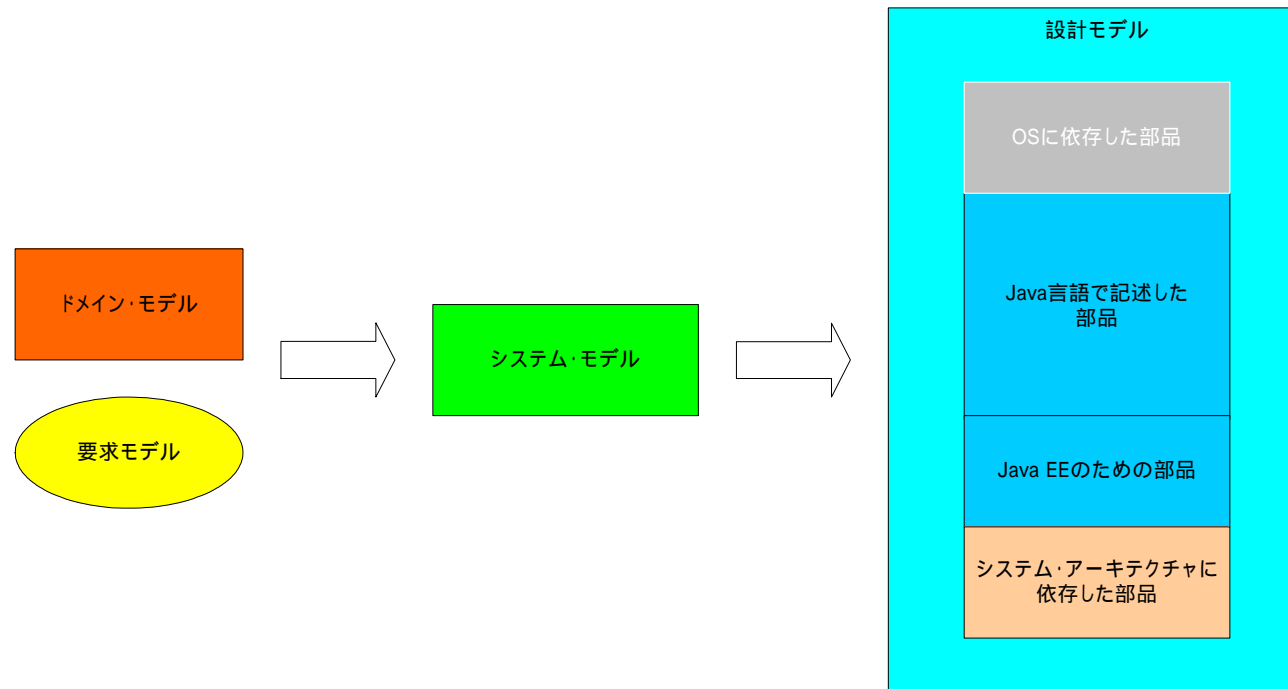 ドメイン・モデル
要求モデル
システム・モデル
設計モデル
OSに依存した部品
Java言語で記述した
部品
Java EEのための部品
システム・アーキテクチャに
依存した部品